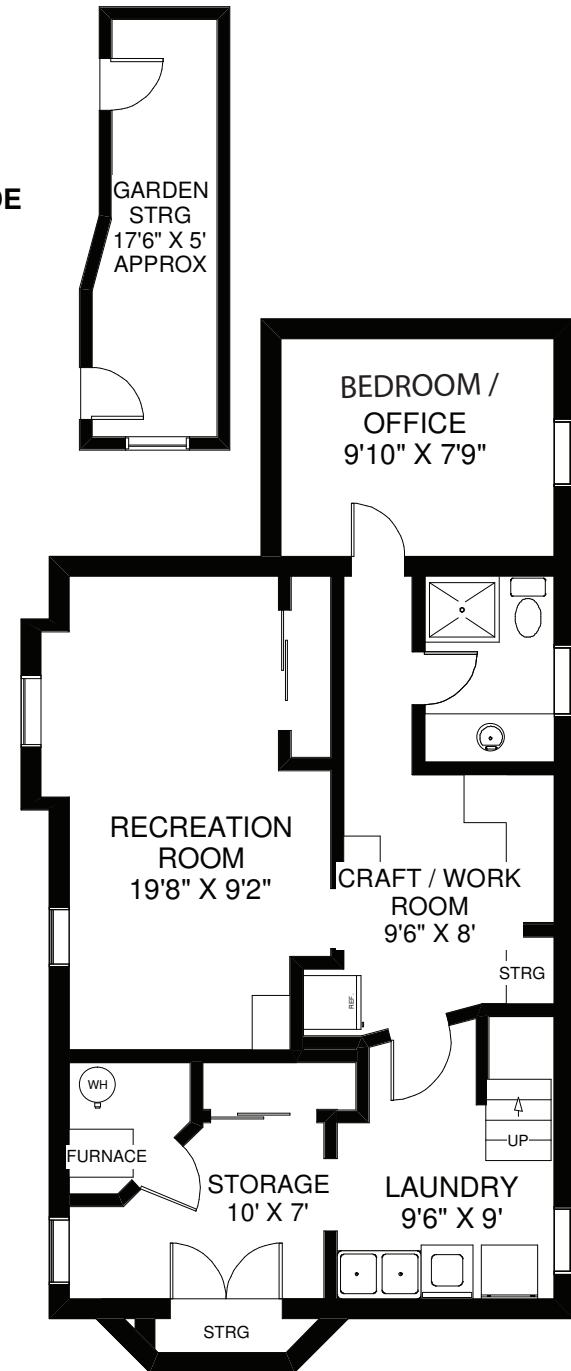 GARDEN
STRG
17'6" X 5'
APPROX
BEDROOM /
OFFICE
9'10" X 7'9"
RECREATION
ROOM
19'8" X 9'2"
CRAFT / WORK
ROOM
9'6" X 8'
STRG
REF.
WH
FURNACE
UP
STORAGE
10' X 7'
LAUNDRY
9'6" X 9'
STRG